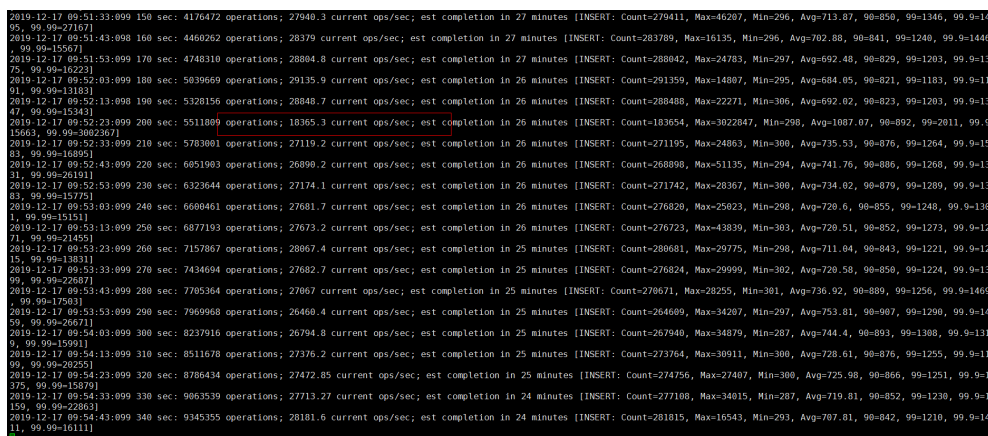 2019-12-17 09:51:33:099 150 sec: 4176472 operations; 27940.3 current ops/sec; est completion in 27 minutes [INSERT: Count=279411, Max=46207, Min=296, Avg=713.87, 90=850, 99=1346, 99.9=14
95, 99.99=27167]
2019-12-17 09:51:43:098 160 sec: 4460262 operations; 28379 current ops/sec; est completion in 27 minutes [INSERT: Count=283789, Max=16135, Min=296, Avg=702.88, 90=841, 99=1240, 99.9=1446
, 99.99=15567]
2019-12-17 09:51:53:099 170 sec: 4748310 operations; 28804.8 current ops/sec; est completion in 27 minutes [INSERT: Count=288042, Max=24783, Min=297, Avg=692.48, 90=829, 99=1203, 99.9=13
75, 99.99=16223]
2019-12-17 09:52:03:099 180 sec: 5039669 operations; 29135.9 current ops/sec; est completion in 26 minutes [INSERT: Count=291359, Max=14807, Min=295, Avg=684.05, 90=821, 99=1183, 99.9=11
91, 99.99=13183]
2019-12-17 09:52:13:098 190 sec: 5328156 operations; 28848.7 current ops/sec; est completion in 26 minutes [INSERT: Count=288488, Max=22271, Min=306, Avg=692.02, 90=823, 99=1203, 99.9=13
47, 99.99=15343]
2019-12-17 09:52:23:099 200 sec: 5511809 operations; 18365.3 current ops/sec; est completion in 26 minutes [INSERT: Count=183654, Max=3022847, Min=298, Avg=1087.07, 90=892, 99=2011, 99.9
15663, 99.99=3002367]
2019-12-17 09:52:33:099 210 sec: 5783001 operations; 27119.2 current ops/sec; est completion in 26 minutes [INSERT: Count=271195, Max=24863, Min=300, Avg=735.53, 90=876, 99=1264, 99.9=15
83, 99.99=16895]
2019-12-17 09:52:43:099 220 sec: 6051903 operations; 26890.2 current ops/sec; est completion in 26 minutes [INSERT: Count=268898, Max=51135, Min=294, Avg=741.76, 90=886, 99=1268, 99.9=13
31, 99.99=26191]
2019-12-17 09:52:53:099 230 sec: 6323644 operations; 27174.1 current ops/sec; est completion in 26 minutes [INSERT: Count=271742, Max=28367, Min=300, Avg=734.02, 90=879, 99=1289, 99.9=13
83, 99.99=15775]
2019-12-17 09:53:03:099 240 sec: 6600461 operations; 27681.7 current ops/sec; est completion in 26 minutes [INSERT: Count=276820, Max=25023, Min=298, Avg=720.6, 90=855, 99=1248, 99.9=130
1, 99.99=15151]
2019-12-17 09:53:13:099 250 sec: 6877193 operations; 27673.2 current ops/sec; est completion in 26 minutes [INSERT: Count=276723, Max=43839, Min=303, Avg=720.51, 90=852, 99=1273, 99.9=12
71, 99.99=21455]
2019-12-17 09:53:23:099 260 sec: 7157867 operations; 28067.4 current ops/sec; est completion in 25 minutes [INSERT: Count=280681, Max=29775, Min=298, Avg=711.04, 90=843, 99=1221, 99.9=12
15, 99.99=13831]
2019-12-17 09:53:33:099 270 sec: 7434694 operations; 27682.7 current ops/sec; est completion in 25 minutes [INSERT: Count=276824, Max=29999, Min=302, Avg=720.58, 90=850, 99=1224, 99.9=13
99, 99.99=22687]
2019-12-17 09:53:43:099 280 sec: 7705364 operations; 27067 current ops/sec; est completion in 25 minutes [INSERT: Count=270671, Max=28255, Min=301, Avg=736.92, 90=889, 99=1256, 99.9=1469
, 99.99=17503]
2019-12-17 09:53:53:099 290 sec: 7969968 operations; 26460.4 current ops/sec; est completion in 25 minutes [INSERT: Count=264609, Max=34207, Min=297, Avg=753.81, 90=907, 99=1290, 99.9=14
59, 99.99=26671]
2019-12-17 09:54:03:099 300 sec: 8237916 operations; 26794.8 current ops/sec; est completion in 25 minutes [INSERT: Count=267940, Max=34879, Min=287, Avg=744.4, 90=893, 99=1308, 99.9=131
9, 99.99=15991]
2019-12-17 09:54:13:099 310 sec: 8511678 operations; 27376.2 current ops/sec; est completion in 25 minutes [INSERT: Count=273764, Max=30911, Min=300, Avg=728.61, 90=876, 99=1255, 99.9=11
99, 99.99=20255]
2019-12-17 09:54:23:099 320 sec: 8786434 operations; 27472.85 current ops/sec; est completion in 25 minutes [INSERT: Count=274756, Max=27407, Min=300, Avg=725.98, 90=866, 99=1251, 99.9=1
375, 99.99=15879]
2019-12-17 09:54:33:099 330 sec: 9063539 operations; 27713.27 current ops/sec; est completion in 24 minutes [INSERT: Count=277108, Max=34015, Min=287, Avg=719.81, 90=852, 99=1230, 99.9=1
159, 99.99=22863]
2019-12-17 09:54:43:099 340 sec: 9345355 operations; 28181.6 current ops/sec; est completion in 24 minutes [INSERT: Count=281815, Max=16543, Min=293, Avg=707.81, 90=842, 99=1210, 99.9=14
11, 99.99=16111]